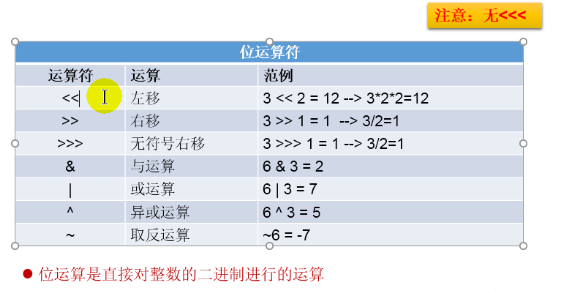 注意：无<<<
位运算符
运算符 运算 范例
<< 左移 3 << 2 = 12 --> 3*2*2=12
>> 右移 3 >> 1 = 1 --> 3/2=1
>>> 无符号右移 3 >>> 1 = 1 --> 3/2=1
& 与运算 6 & 3 = 2
| 或运算 6 | 3 = 7
^ 异或运算 6 ^ 3 = 5
~ 取反运算 ~6 = -7
● 位运算是直接对整数的二进制进行的运算